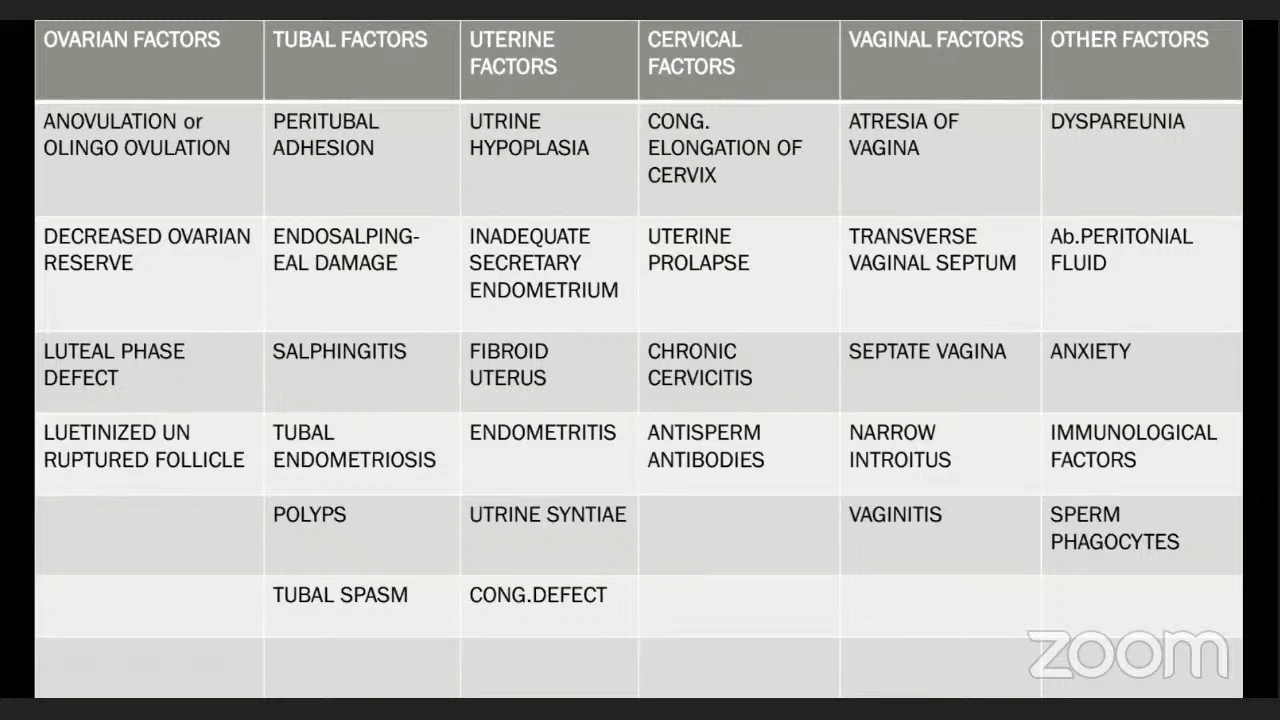 OVARIAN FACTORS
TUBAL FACTORS
UTERINE
FACTORS
CERVICAL
FACTORS
VAGINAL FACTORS
OTHER FACTORS
ANOVULATION or
OLINGO OVULATION
PERITUBAL
ADHESION
UTRINE
HYPOPLASIA
CONG.
ELONGATION OF
CERVIX
ATRESIA OF
VAGINA
DYSPAREUNIA
DECREASED OVARIAN
RESERVE
ENDOSALPING-
EAL DAMAGE
INADEQUATE
SECRETARY
ENDOMETRIUM
UTERINE
PROLAPSE
TRANSVERSE
VAGINAL SEPTUM
Ab.PERITONIAL
FLUID
LUTEAL PHASE
DEFECT
SALPHINGITIS
FIBROID
UTERUS
CHRONIC
CERVICITIS
SEPTATE VAGINA
ANXIETY
LUETINIZED UN
RUPTURED FOLLICLE
TUBAL
ENDOMETRIOSIS
ENDOMETRITIS
ANTISPERM
ANTIBODIES
NARROW
INTROITUS
IMMUNOLOGICAL
FACTORS
POLYPS
UTRINE SYNTIAE
VAGINITIS
SPERM
PHAGOCYTES
TUBAL SPASM
CONG.DEFECT
zoom